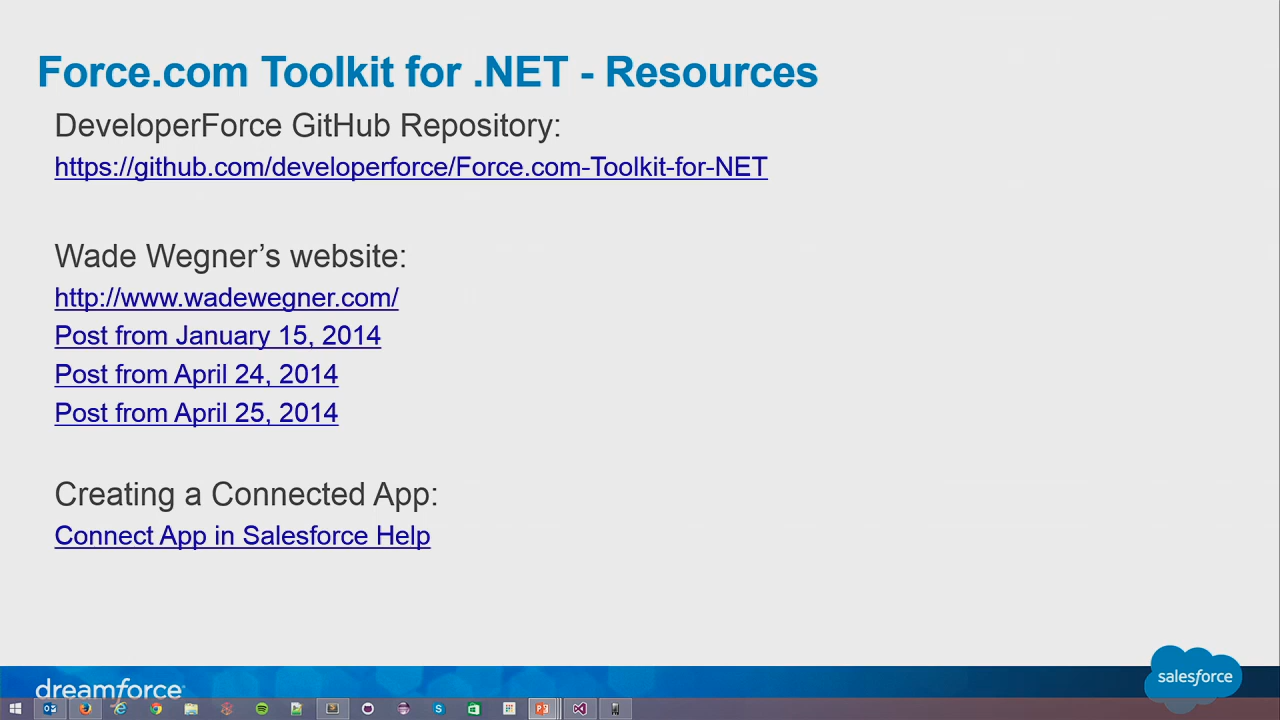 Force.com Toolkit for .NET - Resources
DeveloperForce GitHub Repository:
https://github.com/developerforce/Force.com-Toolkit-for-NET
Wade Wegner’s website:
http://www.wadewegner.com/
Post from January 15, 2014
Post from April 24, 2014
Post from April 25, 2014
Creating a Connected App:
Connect App in Salesforce Help
dreamforce
salesforce